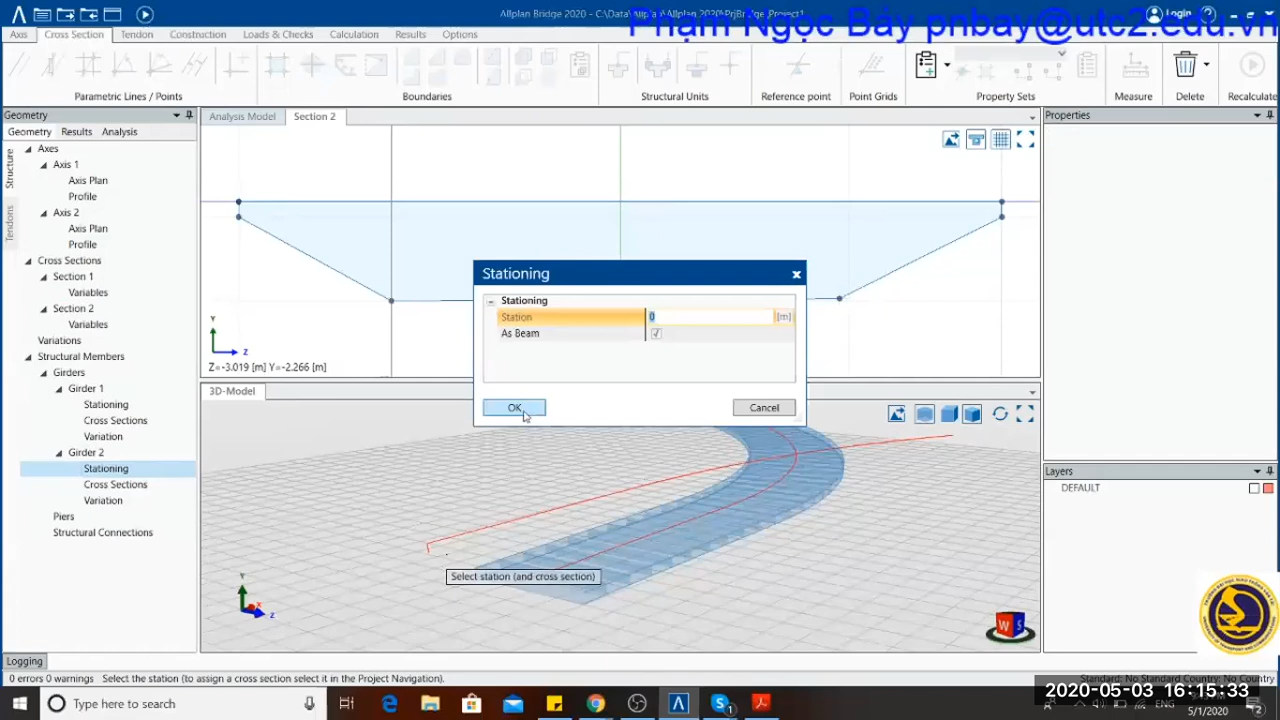 Allplan Bridge 2020 - C:\Data\Allplan\Allplan 2020\PrjBridge\Project1
Login
Phạm Ngọc Bảy pnbay@utc2.edu.vn
Axis
Cross Section
Tendon
Construction
Loads & Checks
Calculation
Results
Options
Parametric Lines / Points
Boundaries
Structural Units
Reference point
Point Grids
Property Sets
Measure
Delete
Recalculate
Geometry
Geometry
Results
Analysis
Structure
Tendons
Axes
Axis 1
Axis Plan
Profile
Axis 2
Axis Plan
Profile
Cross Sections
Section 1
Variables
Section 2
Variables
Variations
Structural Members
Girders
Girder 1
Stationing
Cross Sections
Variation
Girder 2
Stationing
Cross Sections
Variation
Piers
Structural Connections
Analysis Model
Section 2
Y
Z
Z=-3.019 [m] Y=-2.266 [m]
Stationing
Stationing
Station
0
[m]
As Beam
OK
Cancel
3D-Model
Select station (and cross section)
Y
X
Z
W
S
Properties
Layers
DEFAULT
Logging
0 errors 0 warnings
Select the station (to assign a cross section select it in the Project Navigation).
Standard: No Standard Country: No Country
2020-05-03 16:15:33
Type here to search
1
ENG
5/1/2020
2